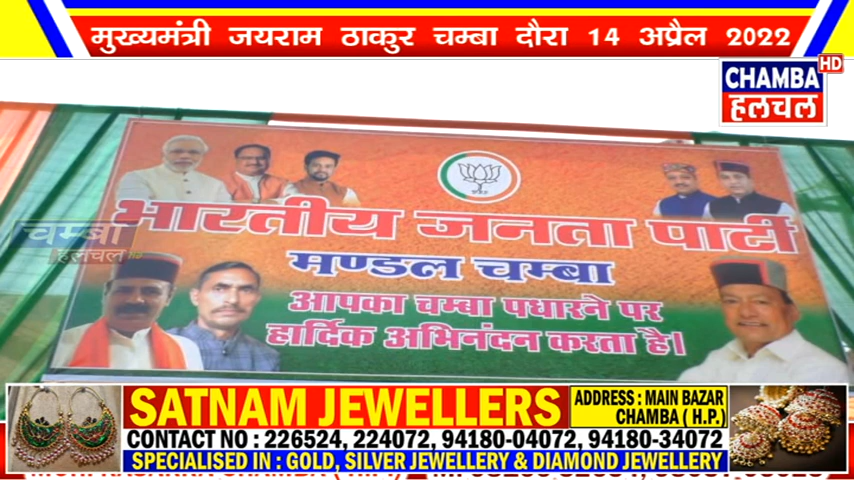 मुख्यमंत्री जयराम ठाकुर चम्बा दौरा 14 अप्रैल 2022
CHAMBA HD
हलचल
भारतीय जनता पार्टी
चम्बा
हलचल HD
मण्डल चम्बा
आपका चम्बा पधारने पर
हार्दिक अभिनंदन करता है।
SATNAM JEWELLERS
ADDRESS : MAIN BAZAR
CHAMBA ( H.P.)
CONTACT NO : 226524, 224072, 94180-04072, 94180-34072
SPECIALISED IN : GOLD, SILVER JEWELLERY & DIAMOND JEWELLERY